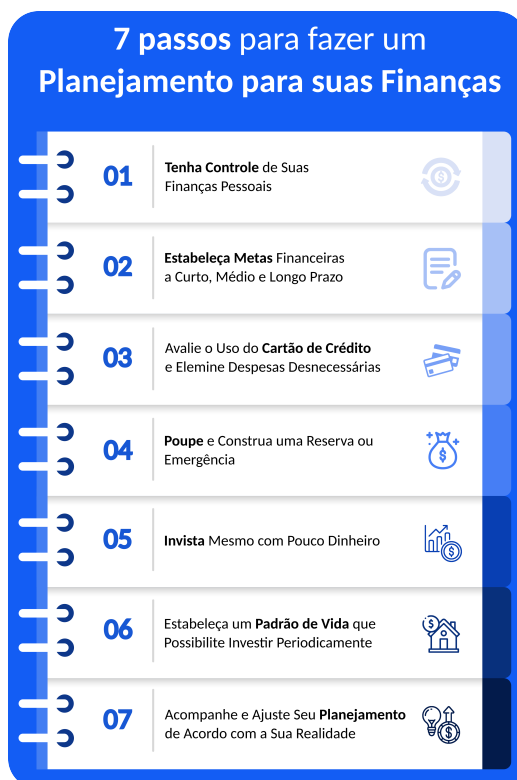 7 passos para fazer um
Planejamento para suas Finanças
01
Tenha Controle de Suas
Finanças Pessoais
02
Estabeleça Metas Financeiras
a Curto, Médio e Longo Prazo
03
Avalie o Uso do Cartão de Crédito
e Elemine Despesas Desnecessárias
04
Poupe e Construa uma Reserva ou
Emergência
05
Invista Mesmo com Pouco Dinheiro
06
Estabeleça um Padrão de Vida que
Possibilite Investir Periodicamente
07
Acompanhe e Ajuste Seu Planejamento
de Acordo com a Sua Realidade